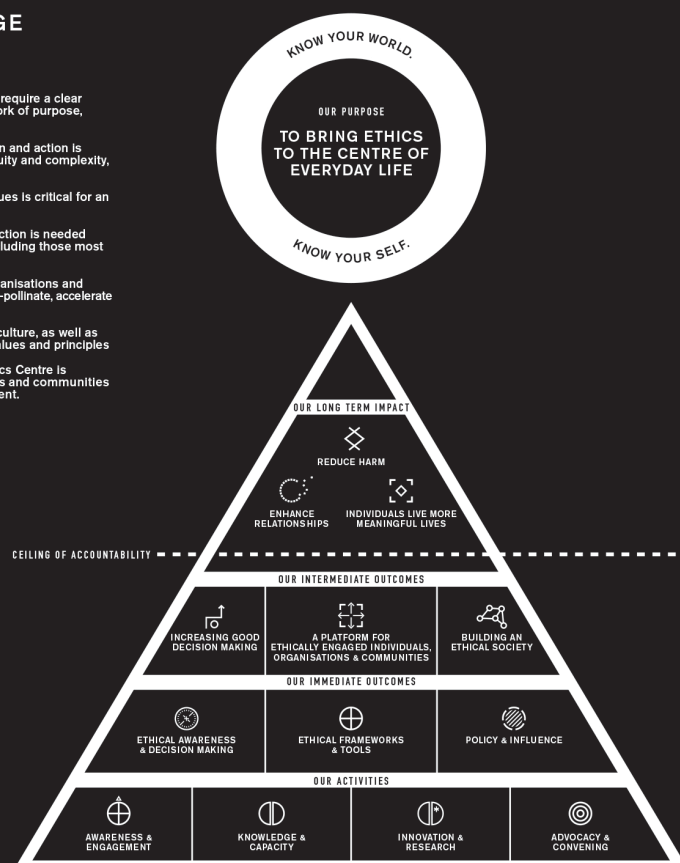 GE
require a clear
rk of purpose,
n and action is
uity and complexity,
ues is critical for an
ction is needed
luding those most
anisations and
-pollinate, accelerate
culture, as well as
lues and principles
cs Centre is
s and communities
ent.
KNOW YOUR WORLD.
OUR PURPOSE
TO BRING ETHICS
TO THE CENTRE OF
EVERYDAY LIFE
KNOW YOUR SELF.
OUR LONG TERM IMPACT
REDUCE HARM
ENHANCE
RELATIONSHIPS
INDIVIDUALS LIVE MORE
MEANINGFUL LIVES
CEILING OF ACCOUNTABILITY
OUR INTERMEDIATE OUTCOMES
INCREASING GOOD
DECISION MAKING
A PLATFORM FOR
ETHICALLY ENGAGED INDIVIDUALS,
ORGANISATIONS & COMMUNITIES
BUILDING AN
ETHICAL SOCIETY
OUR IMMEDIATE OUTCOMES
ETHICAL AWARENESS
& DECISION MAKING
ETHICAL FRAMEWORKS
& TOOLS
POLICY & INFLUENCE
OUR ACTIVITIES
AWARENESS &
ENGAGEMENT
KNOWLEDGE &
CAPACITY
INNOVATION &
RESEARCH
ADVOCACY &
CONVENING